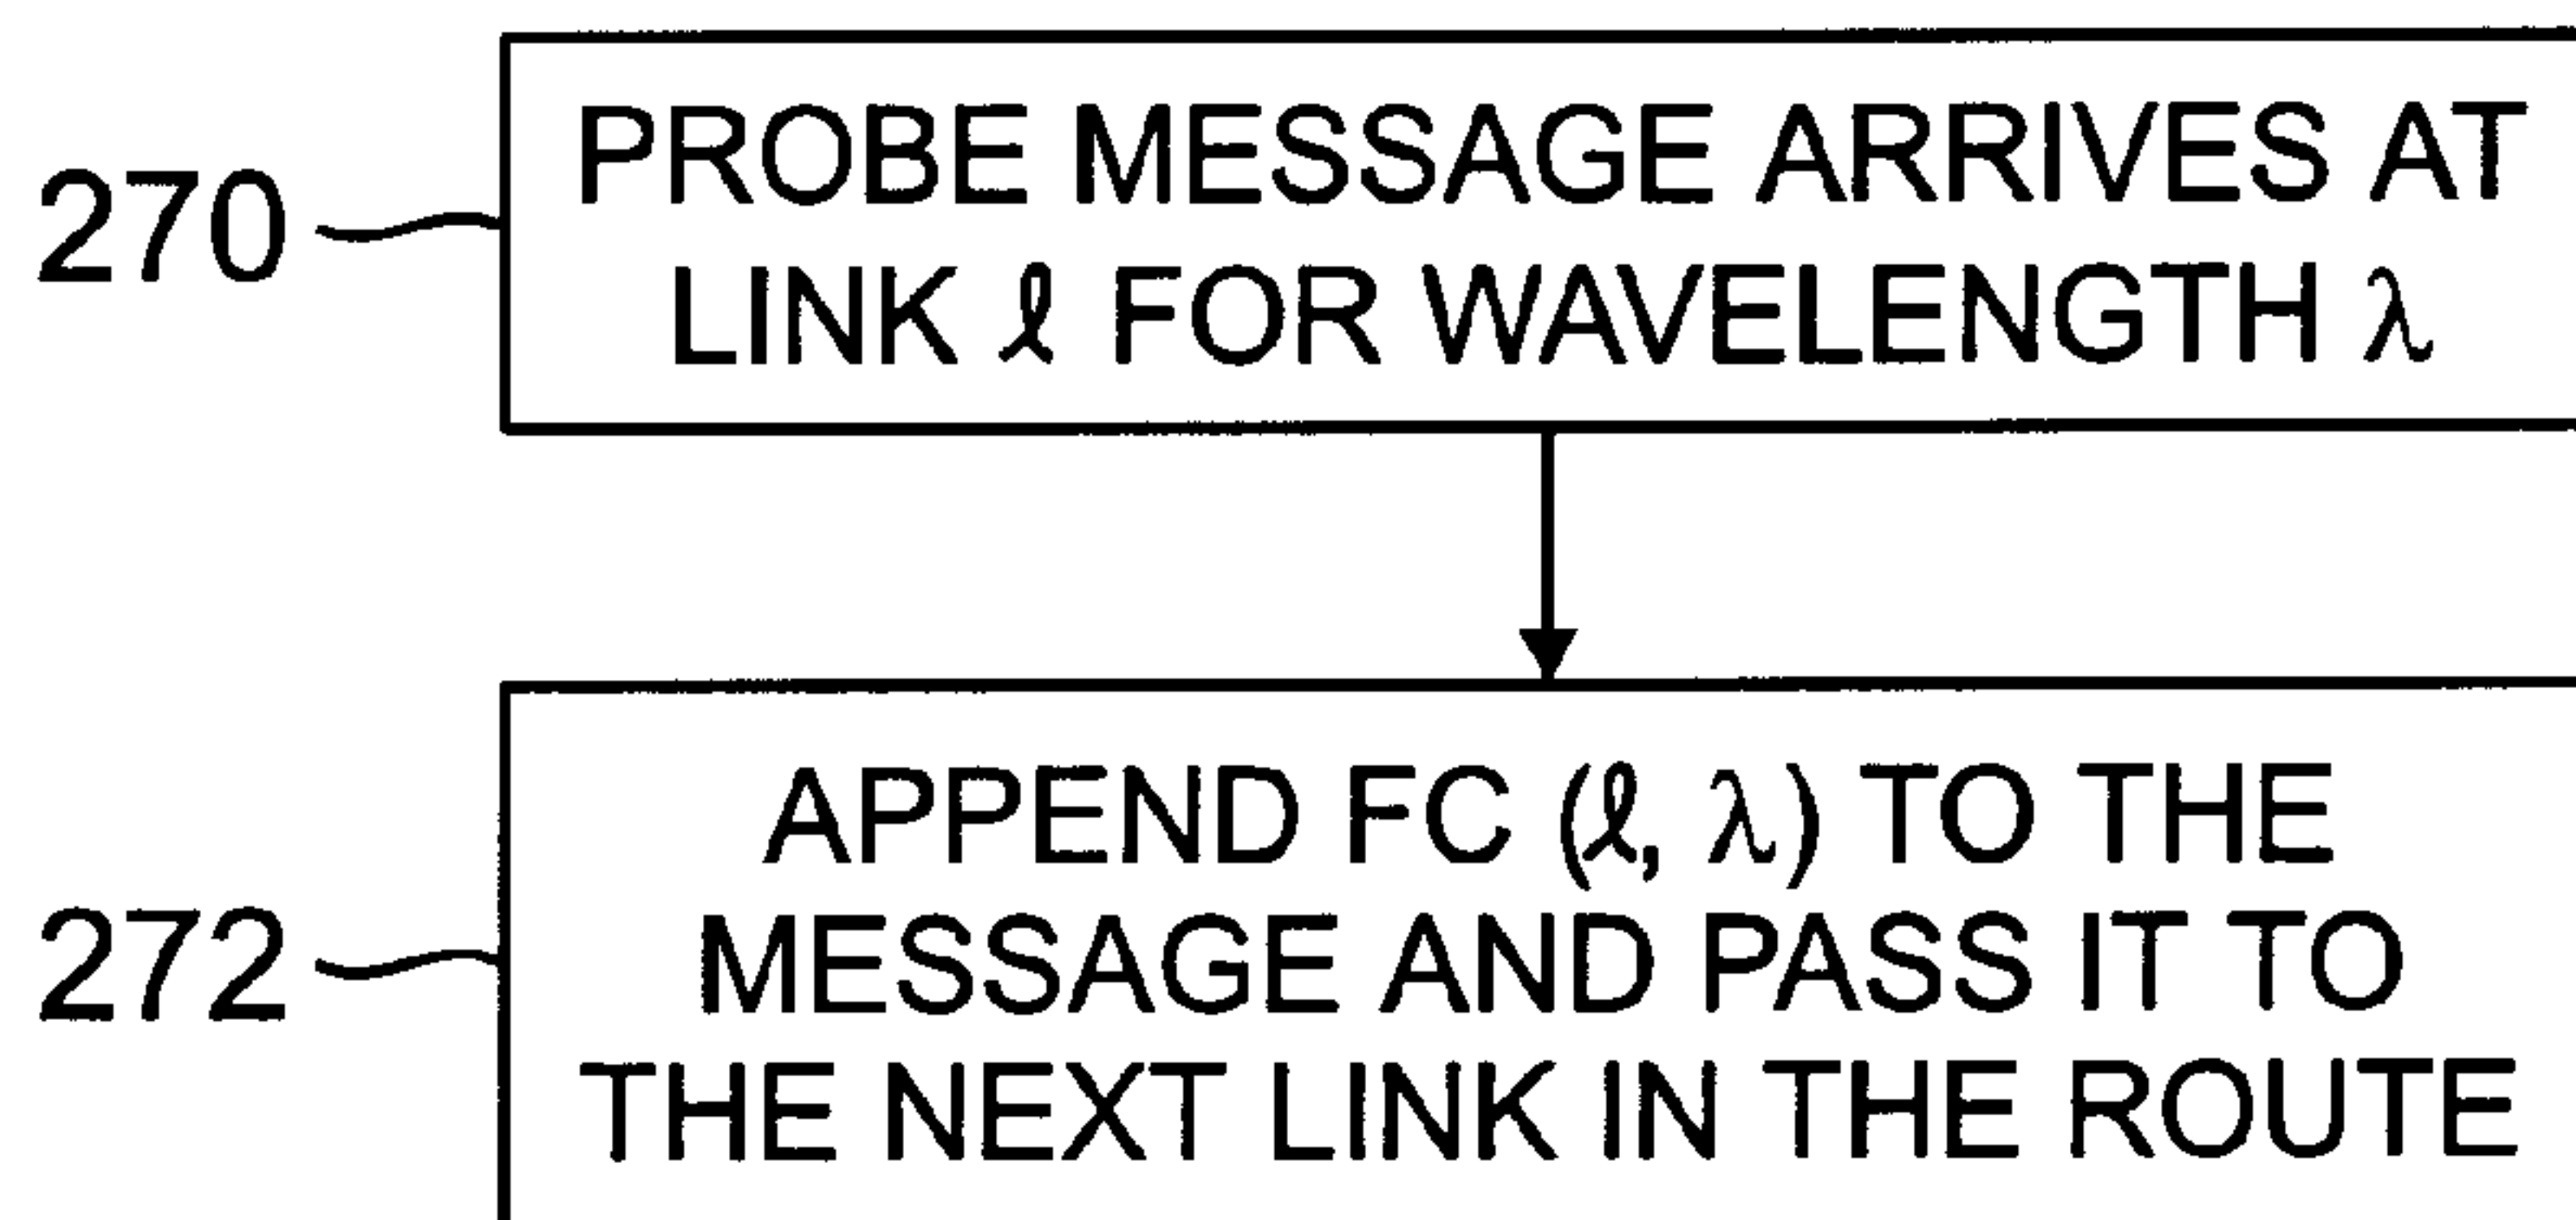 270
PROBE MESSAGE ARRIVES AT
LINK ℓ FOR WAVELENGTH λ
APPEND FC (ℓ, λ) TO THE
272
MESSAGE AND PASS IT TO
THE NEXT LINK IN THE ROUTE